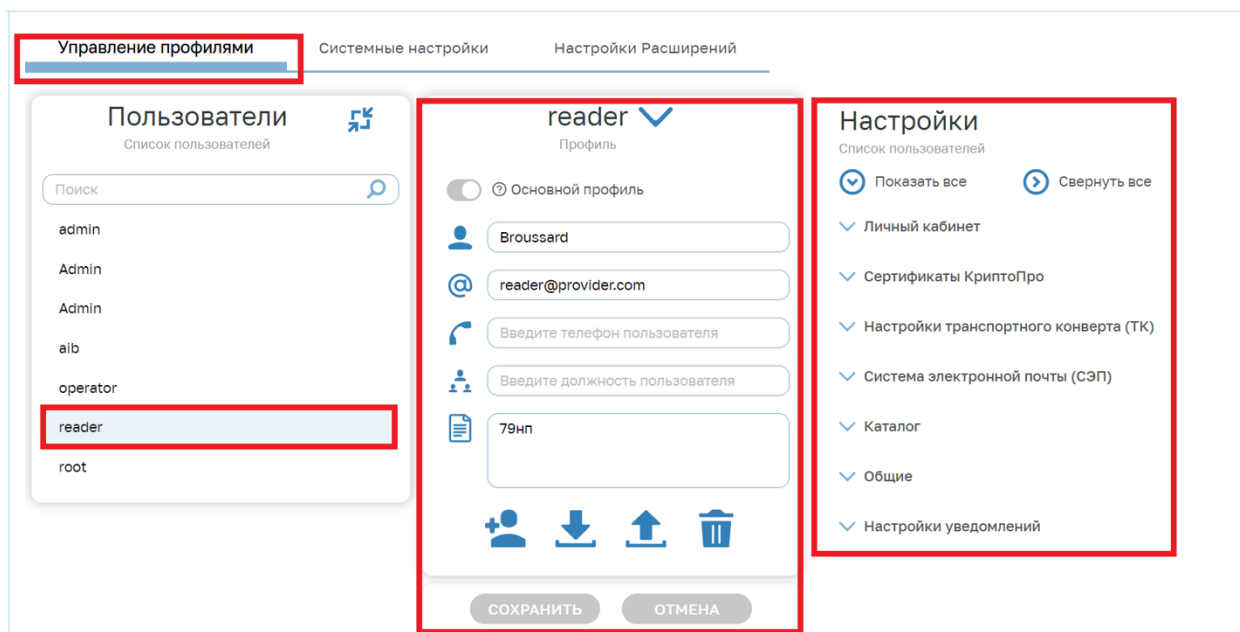 Управление профилями
Системные настройки
Настройки Расширений
Пользователи
Список пользователей
Поиск
admin
Admin
Admin
aib
operator
reader
root
reader
Профиль
? Основной профиль
Broussard
@
reader@provider.com
Введите телефон пользователя
Введите должность пользователя
79нп
СОХРАНИТЬ
ОТМЕНА
Настройки
Список пользователей
Показать все
Свернуть все
Личный кабинет
Сертификаты КриптоПро
Настройки транспортного конверта (ТК)
Система электронной почты (СЭП)
Каталог
Общие
Настройки уведомлений